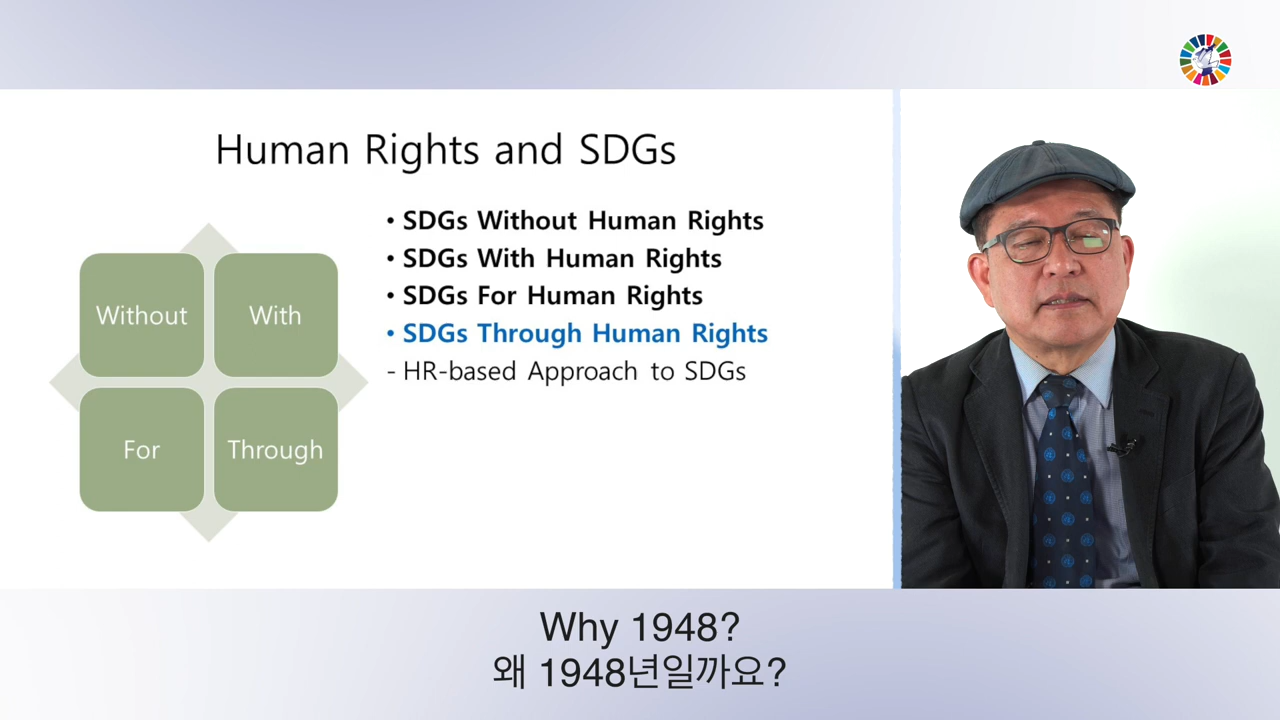 Human Rights and SDGs
Without
With
For
Through
• SDGs Without Human Rights
• SDGs With Human Rights
• SDGs For Human Rights
• SDGs Through Human Rights
- HR-based Approach to SDGs
Why 1948?
왜 1948년일까요?